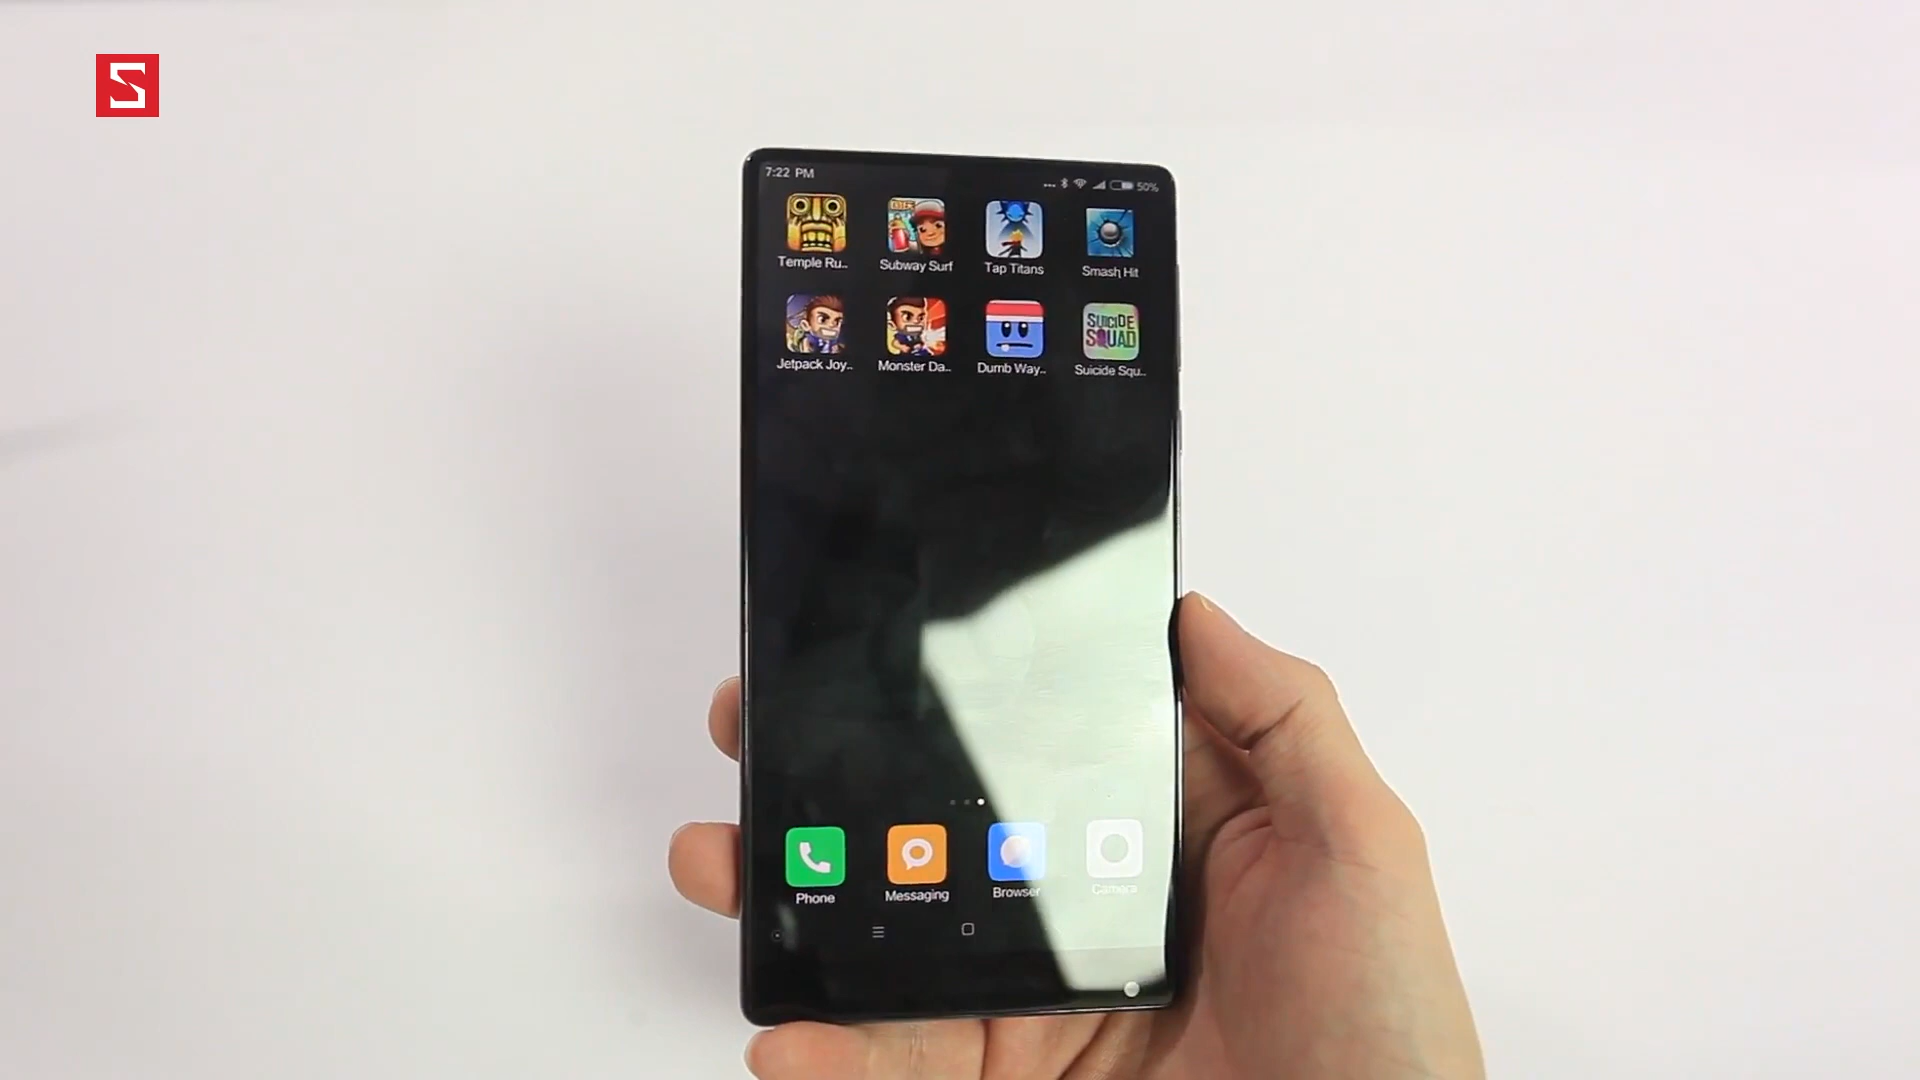 S
7:22 PM
50%
Temple Ru..
Subway Surf
Tap Titans
Smash Hit
Jetpack Joy..
Monster Da..
Dumb Way..
SUICIDE
SQUAD
Suicide Squ..
Phone
Messaging
Browser
Camera